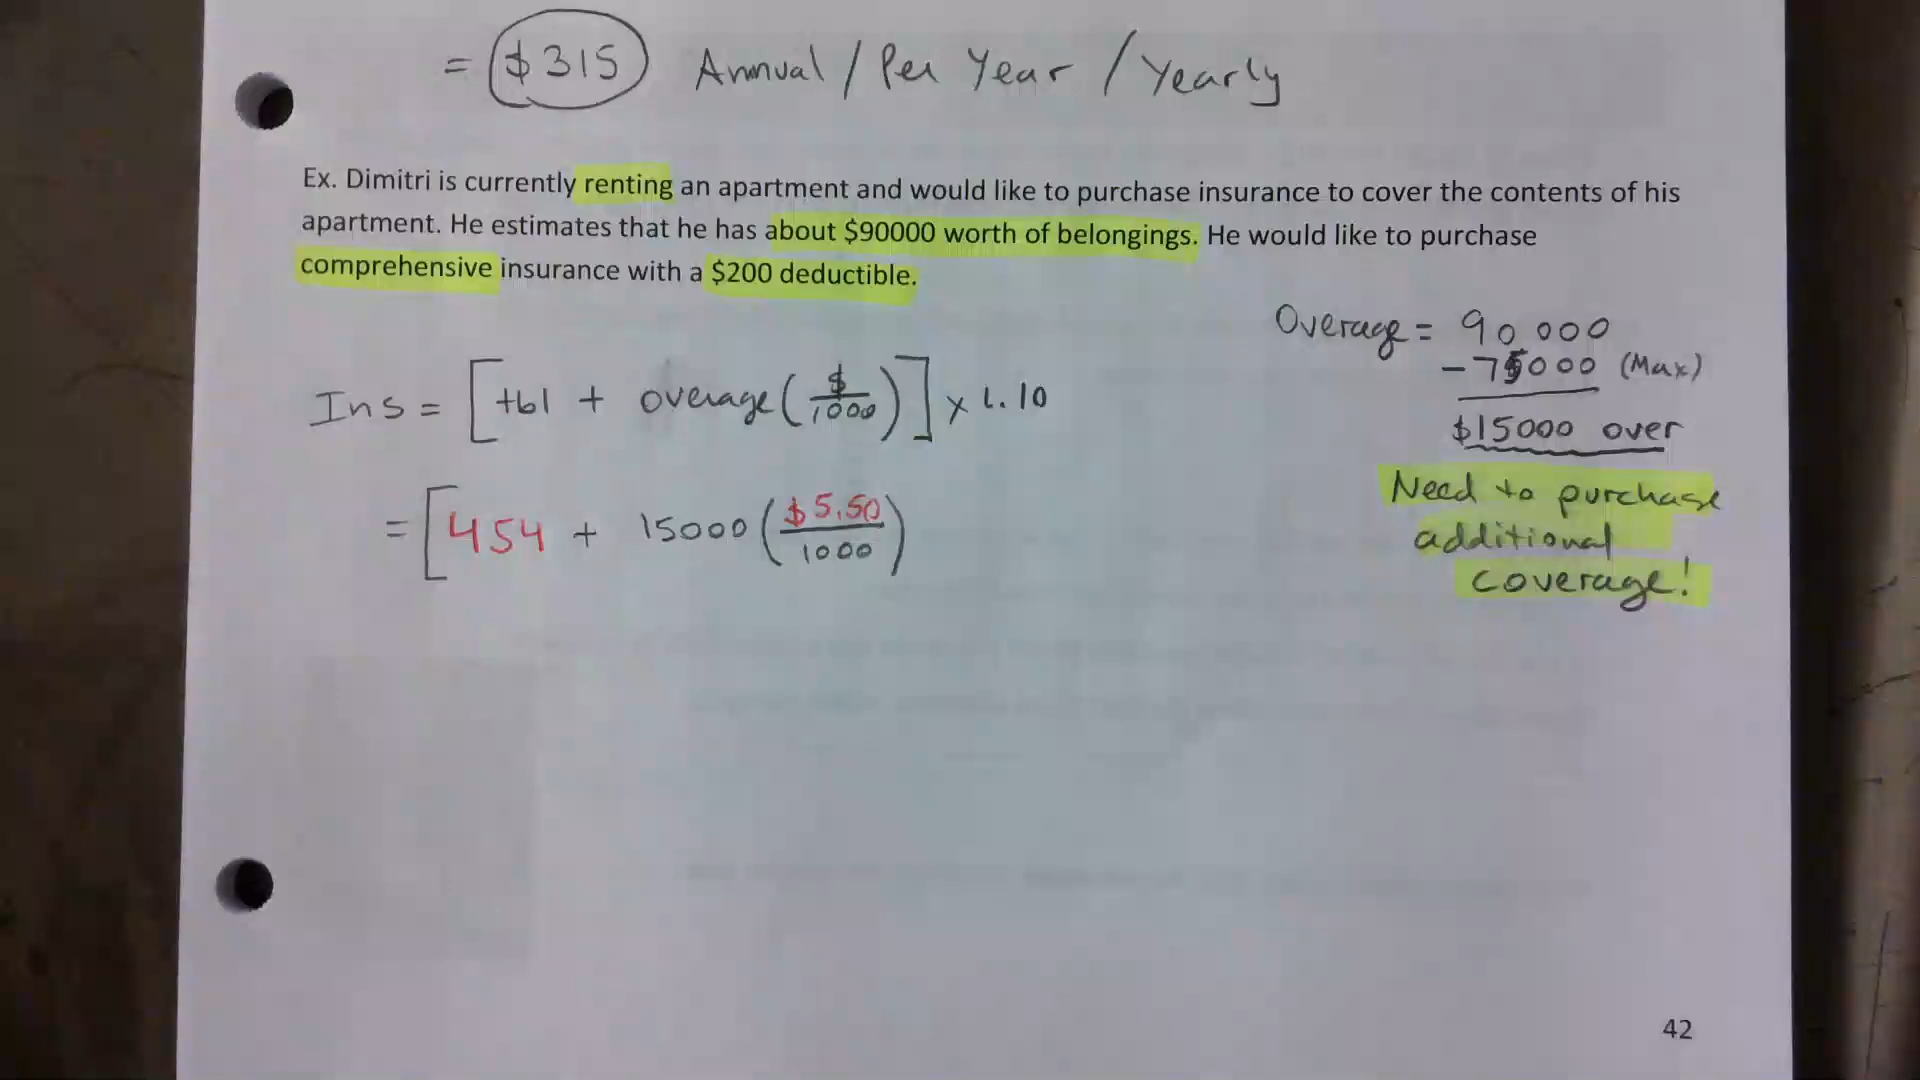 = $315 Annual / Per Year / Yearly
Ex. Dimitri is currently renting an apartment and would like to purchase insurance to cover the contents of his
apartment. He estimates that he has about $90000 worth of belongings. He would like to purchase
comprehensive insurance with a $200 deductible.
Overage = 90 000
- 75000 (Max)
$15000 over
Ins = [tbl + overage($/1000)] x 1.10
= [454 + 15000($5.50/1000)
Need to purchase
additional
coverage!
42